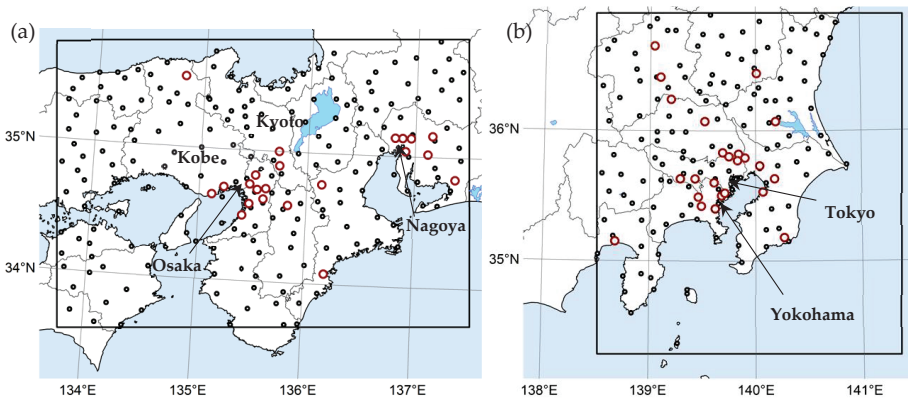 (a)
(b)
Kyoto
35°N
36°N
Kobe
Tokyo
Nagoya
Osaka
34°N
35°N
Yokohama
134°E 135°E 136°E 137°E
138°E 139°E 140°E 141°E